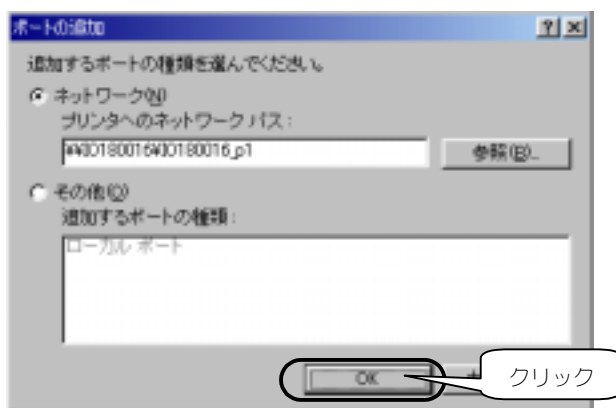 ポートの追加
追加するポートの種類を選んでください。
ネットワーク(N)
プリンタへのネットワーク パス:
¥¥00180016¥00180016_p1
参照(B)...
その他(O)
追加するポートの種類:
ローカル ポート
OK
クリック